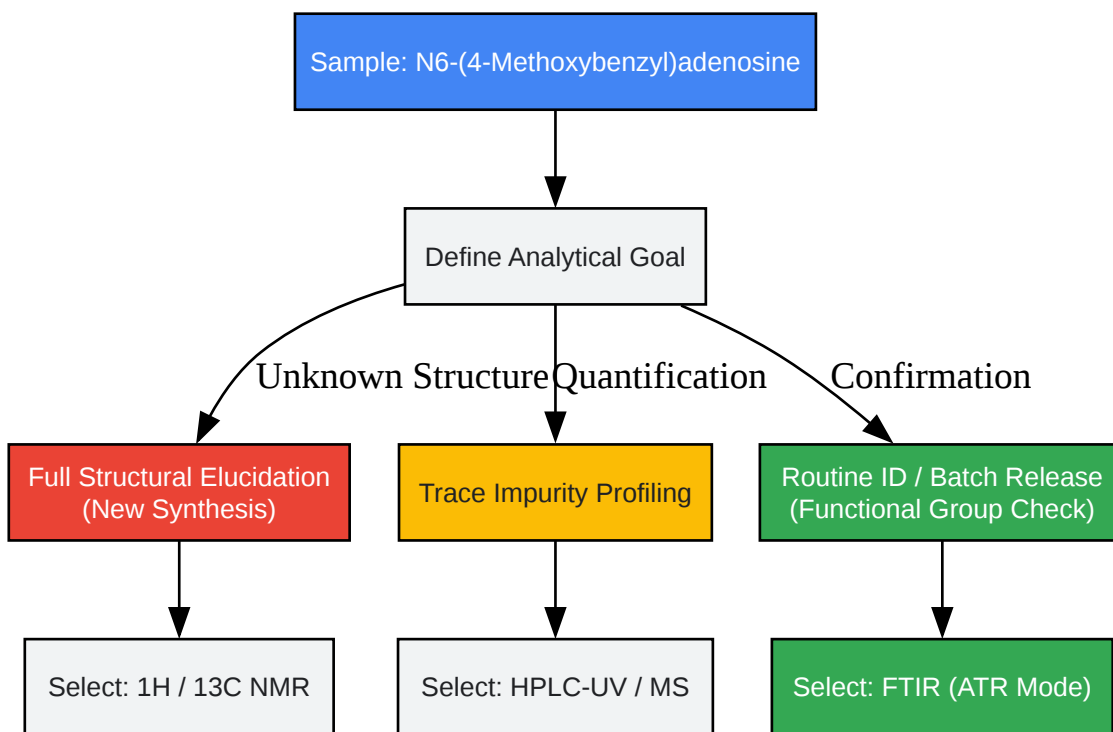 Sample: N6-(4-Methoxybenzyl)adenosine
Define Analytical Goal
Unknown Structure
Quantification
Confirmation
Full Structural Elucidation
(New Synthesis)
Trace Impurity Profiling
Routine ID / Batch Release
(Functional Group Check)
Select: 1H / 13C NMR
Select: HPLC-UV / MS
Select: FTIR (ATR Mode)